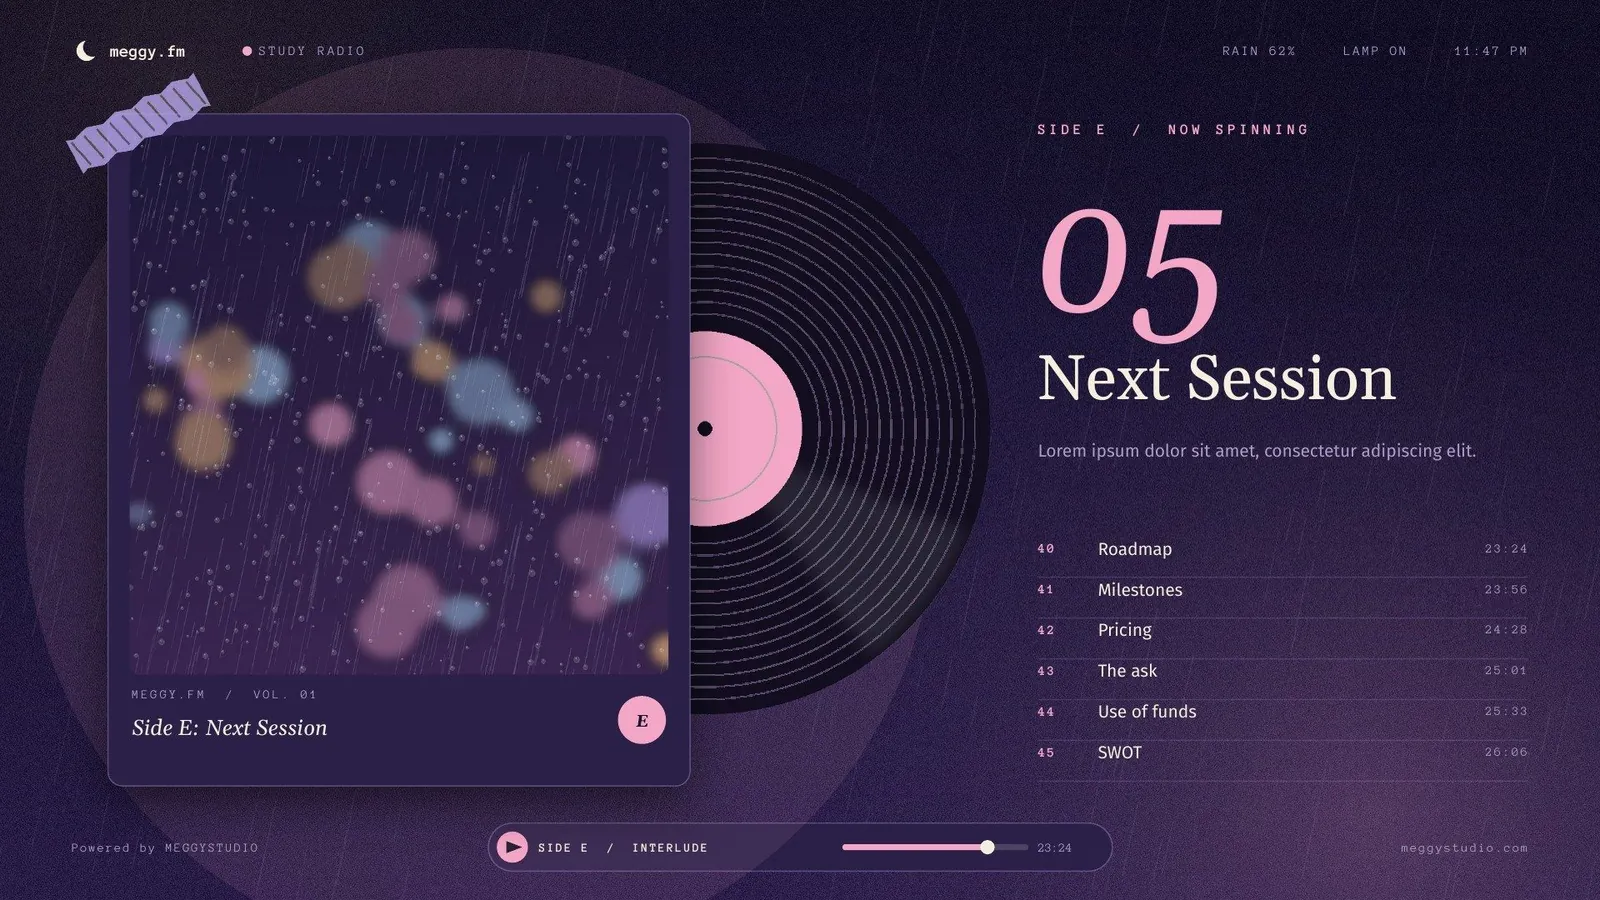 meggy.fm
STUDY RADIO
RAIN 62%
LAMP ON
11:47 PM
SIDE E / NOW SPINNING
05
Next Session
Lorem ipsum dolor sit amet, consectetur adipiscing elit.
40 Roadmap 23:24
41 Milestones 23:56
42 Pricing 24:28
43 The ask 25:01
44 Use of funds 25:33
45 SWOT 26:06
MEGGY.FM / VOL. 01
Side E: Next Session
E
Powered by MEGGYSTUDIO
SIDE E / INTERLUDE
23:24
meggystudio.com